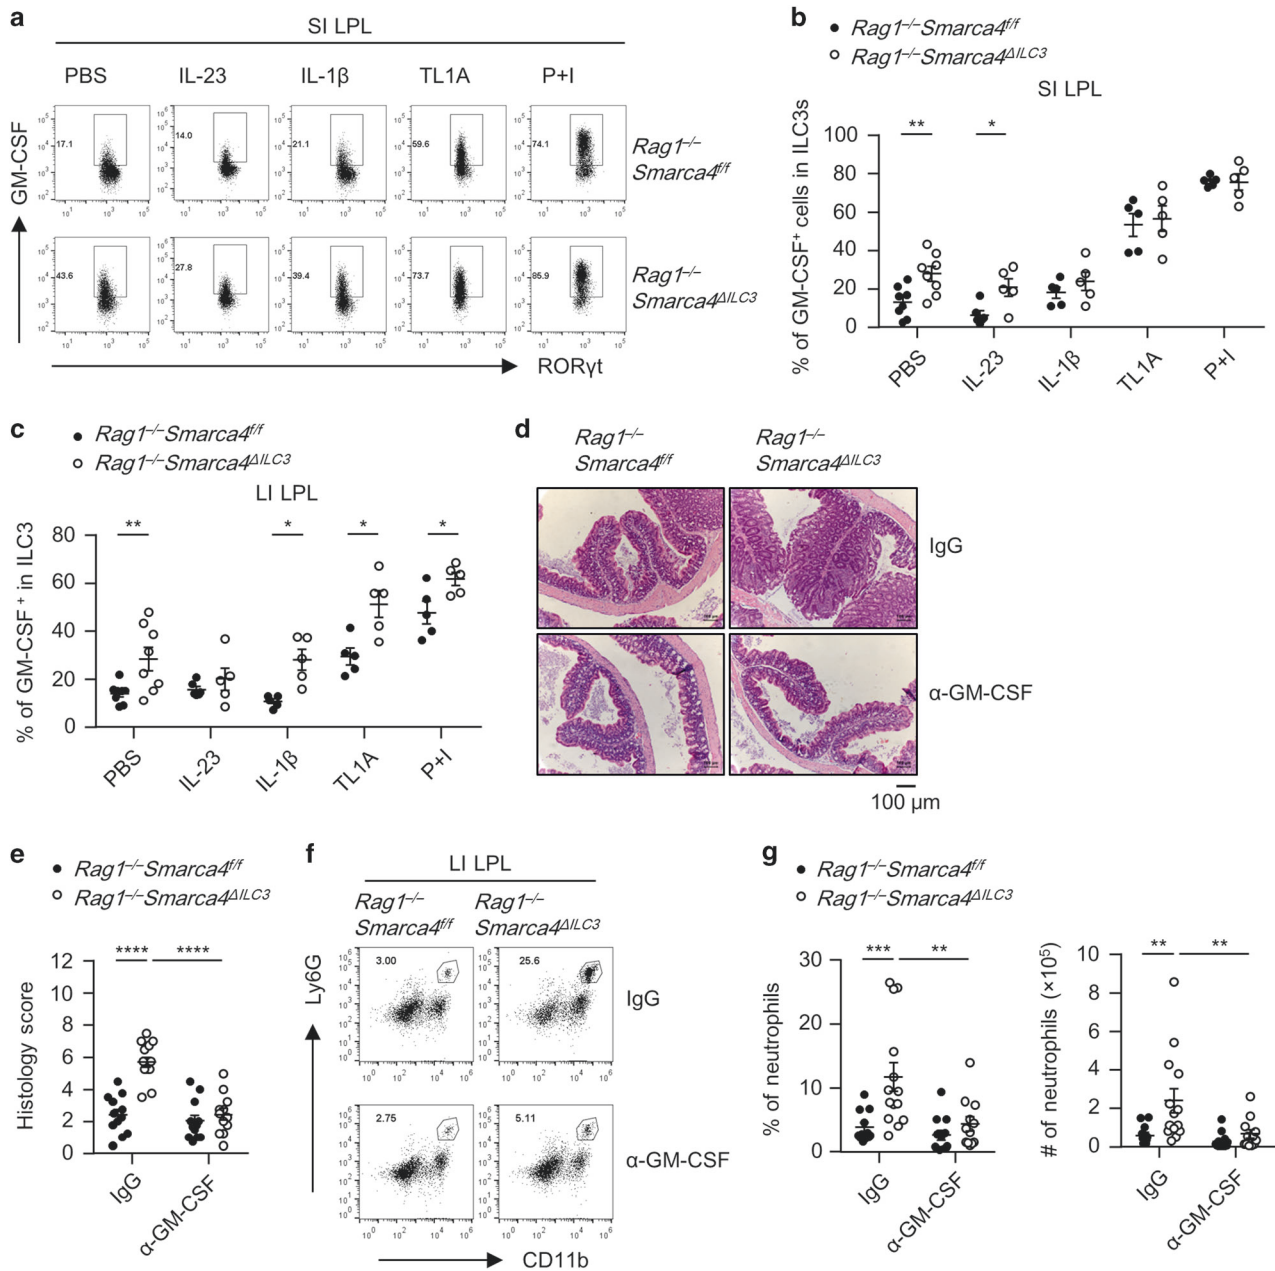 a
SI LPL
PBS IL-23 IL-1β TL1A P+I
GM-CSF
17.1 14.0 21.1 59.6 74.1
Rag1–/–
Smarca4f/f
43.6 27.8 39.4 73.7 85.9
Rag1–/–
Smarca4ΔILC3
RORγt
b
Rag1–/–Smarca4f/f
Rag1–/–Smarca4ΔILC3
SI LPL
% of GM-CSF+ cells in ILC3s
100
80
60
40
20
0
** *
PBS IL-23 IL-1β TL1A P+I
c
Rag1–/–Smarca4f/f
Rag1–/–Smarca4ΔILC3
LI LPL
% of GM-CSF + in ILC3
80
60
40
20
0
** * * *
PBS IL-23 IL-1β TL1A P+I
d
Rag1–/–
Smarca4f/f
Rag1–/–
Smarca4ΔILC3
IgG
α-GM-CSF
100 μm
e
Rag1–/–Smarca4f/f
Rag1–/–Smarca4ΔILC3
Histology score
12
10
8
6
4
2
0
**** ****
IgG α-GM-CSF
f
LI LPL
Rag1–/–
Smarca4f/f
Rag1–/–
Smarca4ΔILC3
Ly6G
3.00 25.6
IgG
2.75 5.11
α-GM-CSF
CD11b
g
Rag1–/–Smarca4f/f
Rag1–/–Smarca4ΔILC3
% of neutrophils
30
20
10
0
*** **
IgG α-GM-CSF
# of neutrophils (×10⁵)
10
8
6
4
2
0
** **
IgG α-GM-CSF